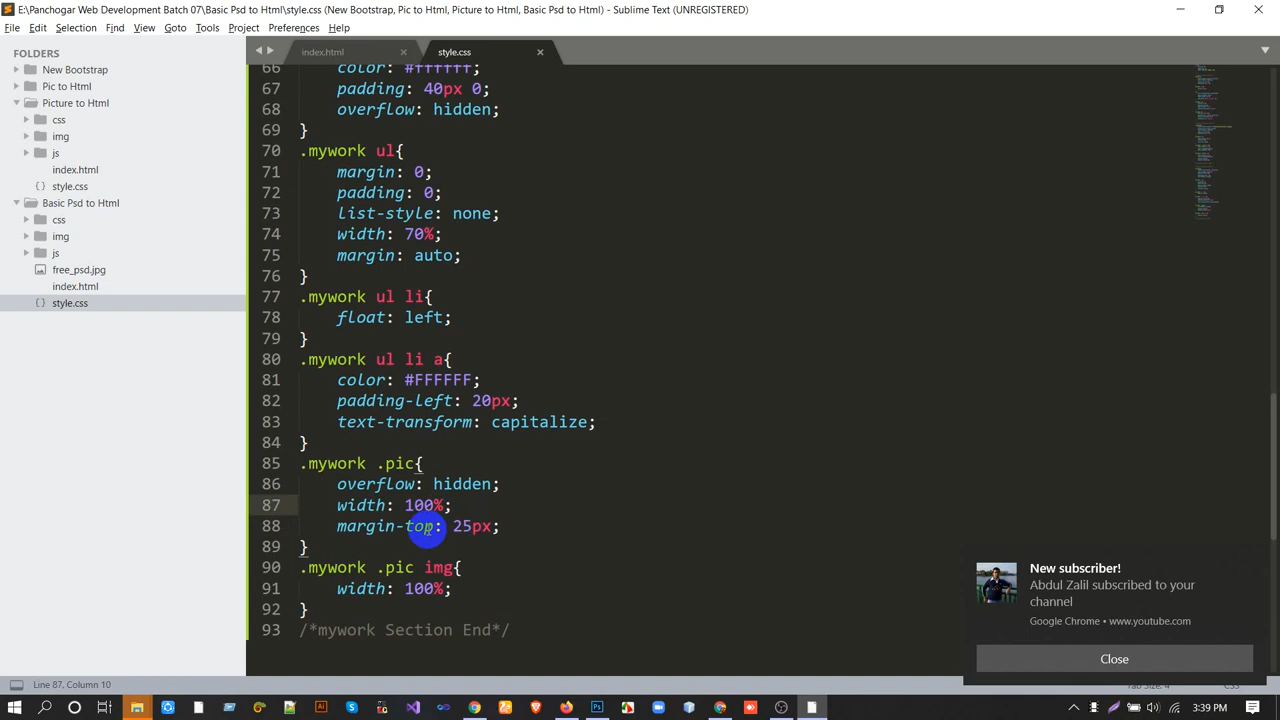 E:\Panchogar Web Development Batch 07\Basic Psd to Html\style.css (New Bootstrap, Pic to Html, Picture to Html, Basic Psd to Html) - Sublime Text (UNREGISTERED)
File Edit Selection Find View Goto Tools Project Preferences Help
FOLDERS
New Bootstrap
Pic to Html
Picture to Html
css
img
js
index.html
style.css
Basic Psd to Html
css
img
js
free_psd.jpg
index.html
style.css
index.html
style.css
66 color: #ffffff;
67 padding: 40px 0;
68 overflow: hidden;
69 }
70 .mywork ul{
71 margin: 0;
72 padding: 0;
73 list-style: none;
74 width: 70%;
75 margin: auto;
76 }
77 .mywork ul li{
78 float: left;
79 }
80 .mywork ul li a{
81 color: #FFFFFF;
82 padding-left: 20px;
83 text-transform: capitalize;
84 }
85 .mywork .pic{
86 overflow: hidden;
87 width: 100%;
88 margin-top: 25px;
89 }
90 .mywork .pic img{
91 width: 100%;
92 }
93 /*mywork Section End*/
New subscriber!
Abdul Zalil subscribed to your
channel
Google Chrome • www.youtube.com
Close
Line 87, Column 10
Tab Size: 4
CSS
3:39 PM